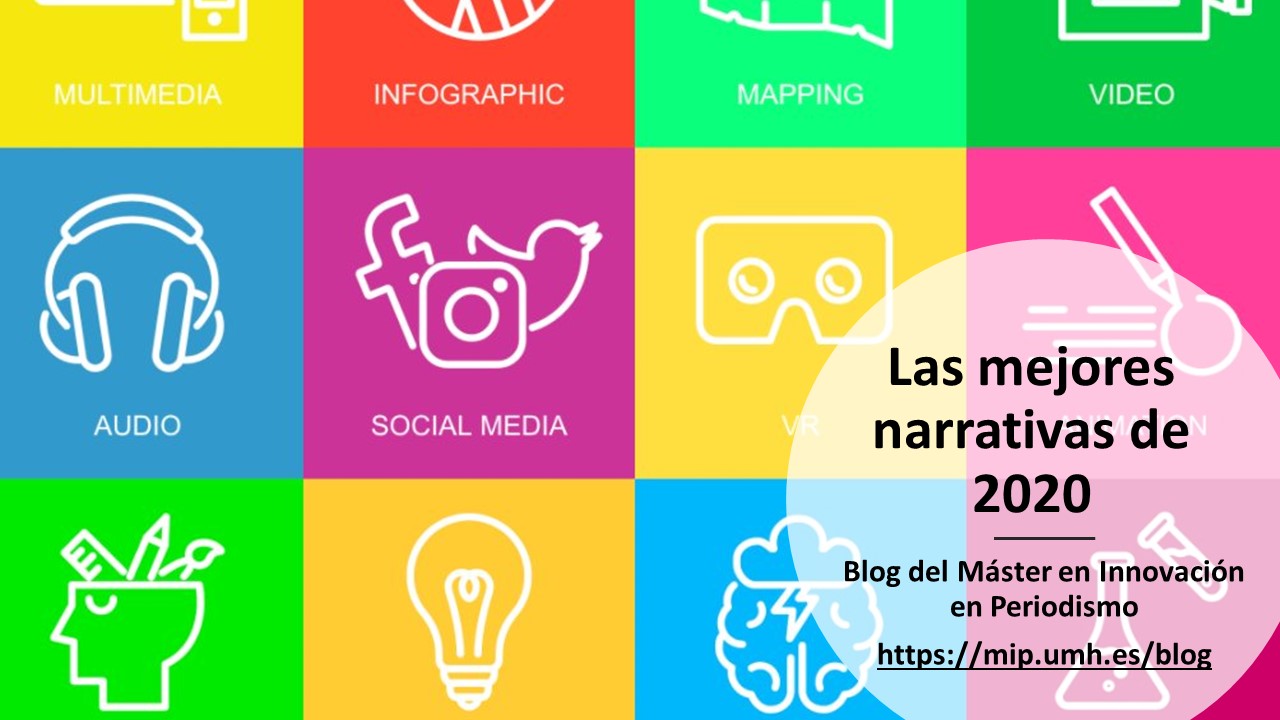 MULTIMEDIA
INFOGRAPHIC
MAPPING
VIDEO
AUDIO
SOCIAL MEDIA
VR
ANIMATION
Las mejores
narrativas de
2020
Blog del Máster en Innovación
en Periodismo
https://mip.umh.es/blog